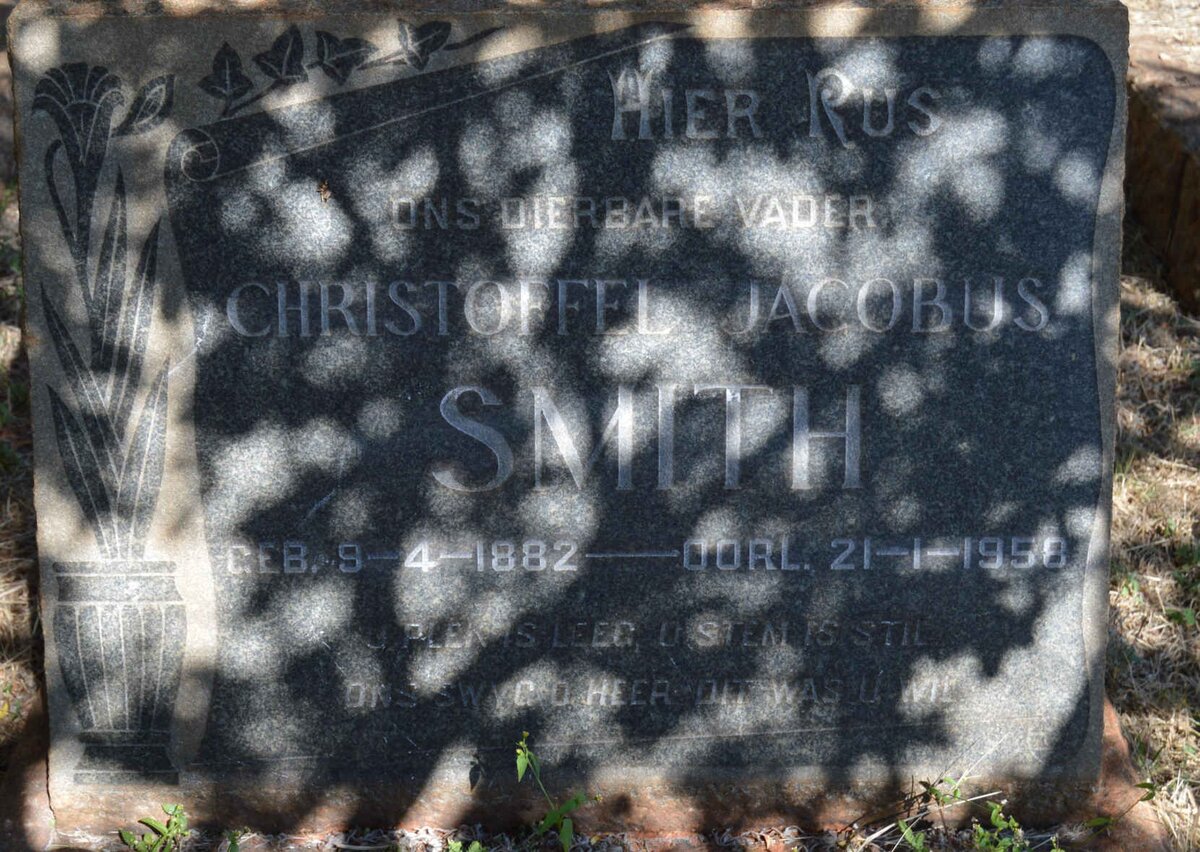 HIER RUS
ONS DIERBARE VADER
CHRISTOFFEL JACOBUS
SMITH
GEB. 9-4-1882 — OORL. 21-1-1958
U PLEK IS LEEG, U STEM IS STIL
ONS SWYG O HEER DIT WAS U WIL